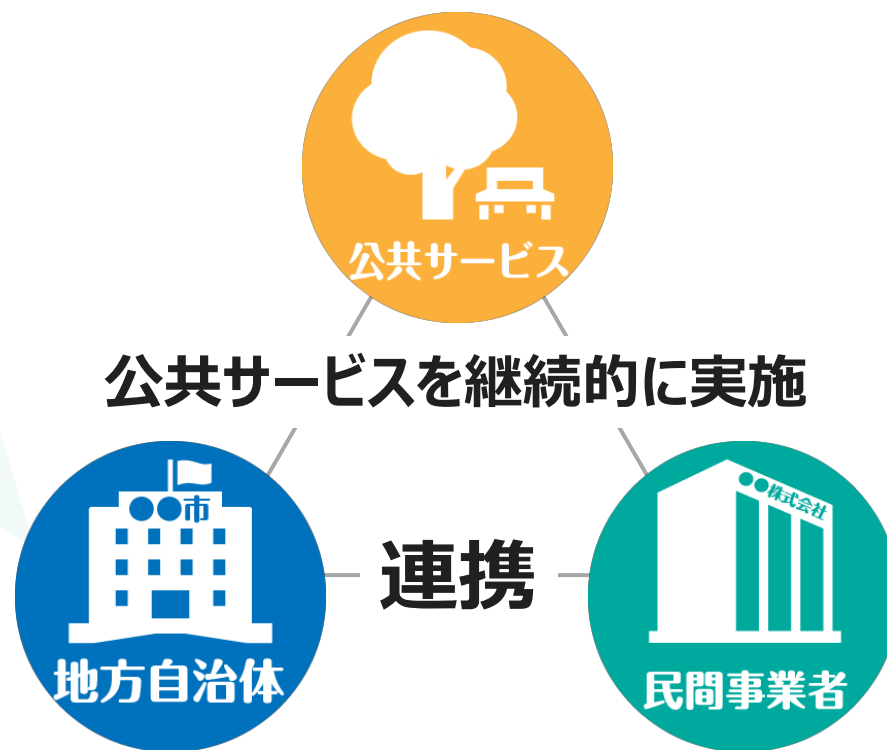 公共サービス
公共サービスを継続的に実施
●●市
●●株式会社
連携
地方自治体
民間事業者